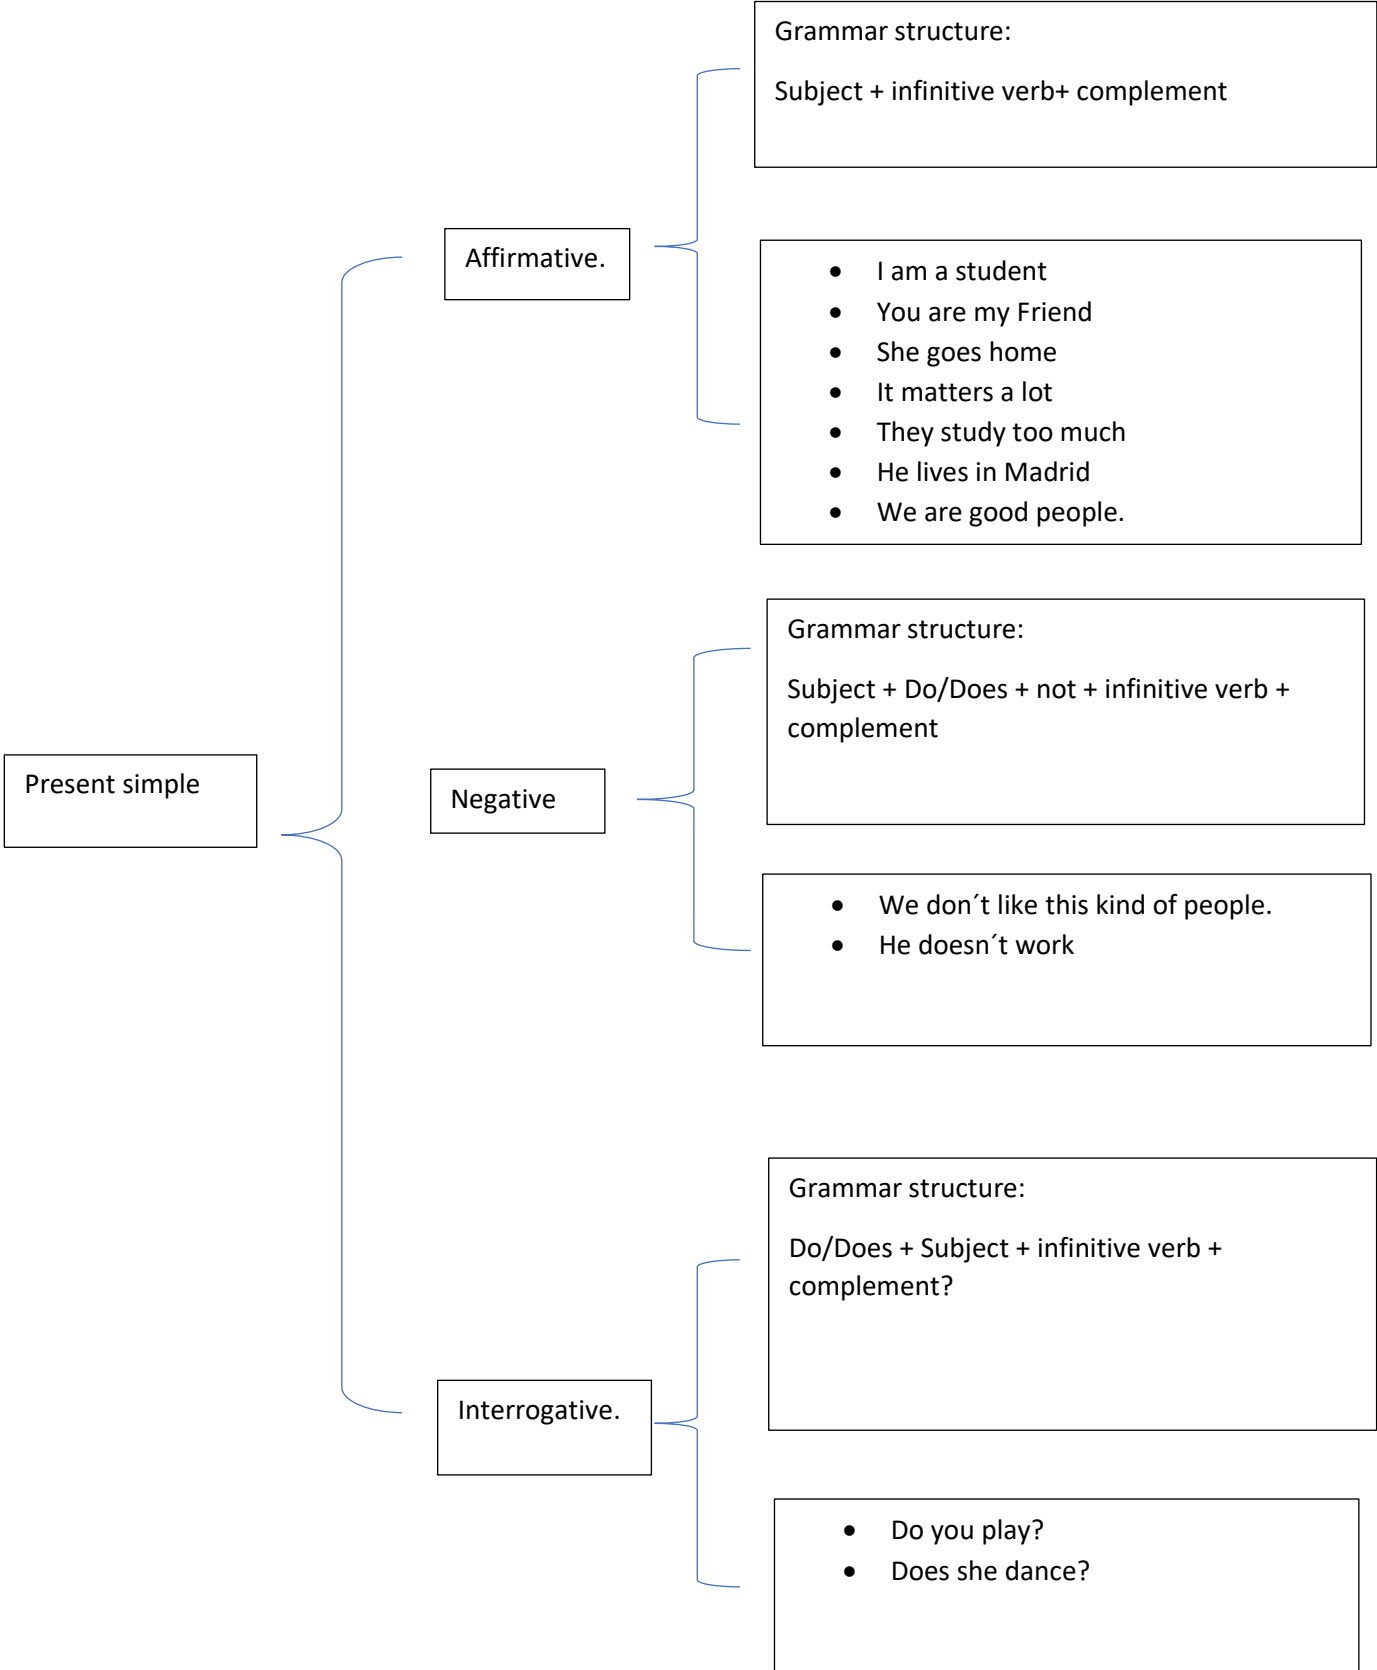 Present simple
Affirmative.
Grammar structure:
Subject + infinitive verb+ complement
• I am a student
• You are my Friend
• She goes home
• It matters a lot
• They study too much
• He lives in Madrid
• We are good people.
Negative
Grammar structure:
Subject + Do/Does + not + infinitive verb +
complement
• We don´t like this kind of people.
• He doesn´t work
Interrogative.
Grammar structure:
Do/Does + Subject + infinitive verb +
complement?
• Do you play?
• Does she dance?